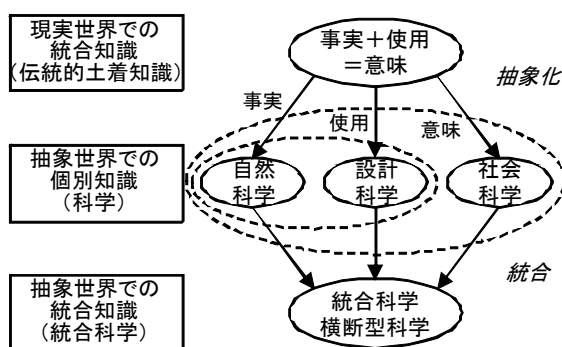 現実世界での
統合知識
(伝統的土着知識)
事実＋使用
＝意味
抽象化
事実
使用
意味
抽象世界での
個別知識
(科学)
自然
科学
設計
科学
社会
科学
統合
抽象世界での
統合知識
(統合科学)
統合科学
横断型科学